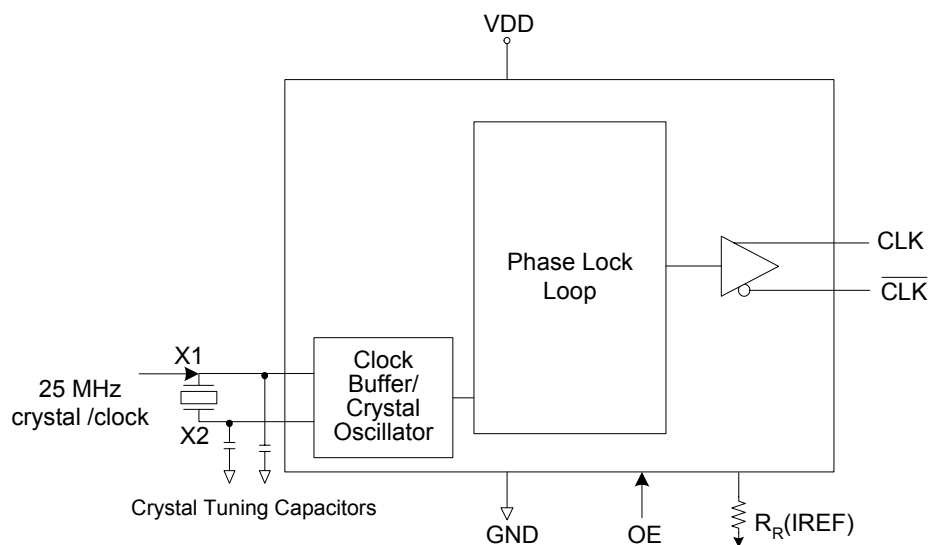 VDD
Phase Lock
Loop
CLK
CLK
X1
25 MHz
crystal /clock
X2
Clock
Buffer/
Crystal
Oscillator
Crystal Tuning Capacitors
GND
OE
RR(IREF)